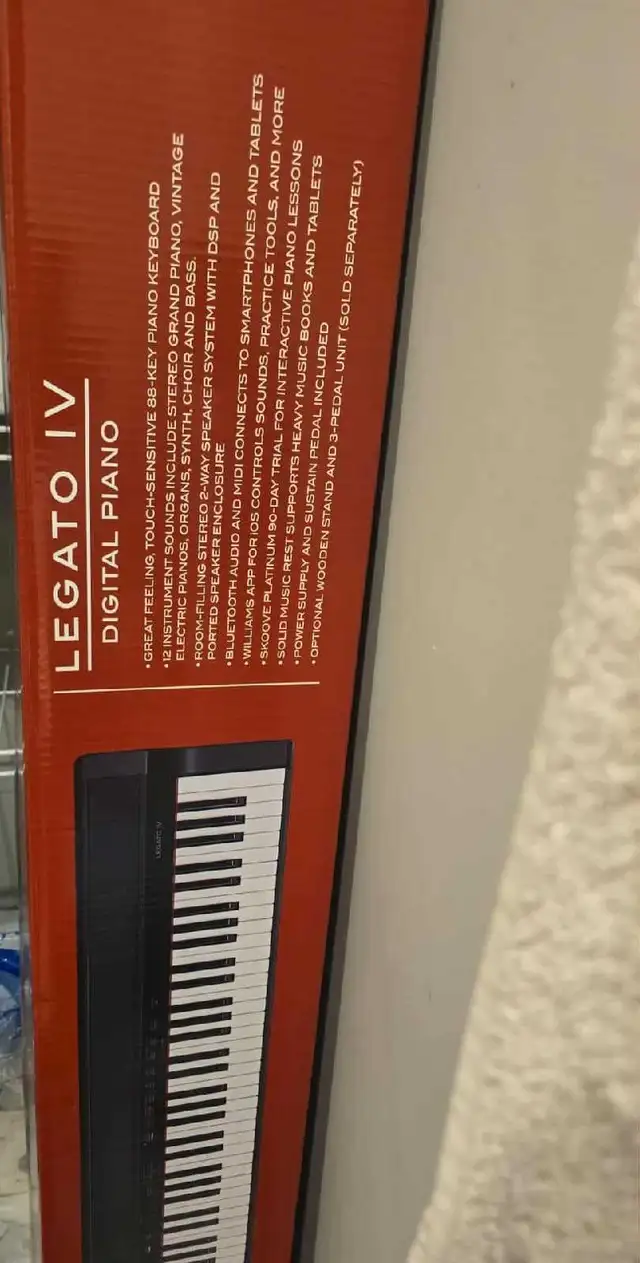 LEGATO IV
DIGITAL PIANO
• GREAT FEELING, TOUCH-SENSITIVE 88-KEY PIANO KEYBOARD
• 12 INSTRUMENT SOUNDS INCLUDE STEREO GRAND PIANO, VINTAGE
ELECTRIC PIANOS, ORGANS, SYNTH, CHOIR AND BASS.
• ROOM-FILLING STEREO 2-WAY SPEAKER SYSTEM WITH DSP AND
PORTED SPEAKER ENCLOSURE
• BLUETOOTH AUDIO AND MIDI CONNECTS TO SMARTPHONES AND TABLETS
• WILLIAMS APP FOR IOS CONTROLS SOUNDS, PRACTICE TOOLS, AND MORE
• SKOOVE PLATINUM 90-DAY TRIAL FOR INTERACTIVE PIANO LESSONS
• SOLID MUSIC REST SUPPORTS HEAVY MUSIC BOOKS AND TABLETS
• POWER SUPPLY AND SUSTAIN PEDAL INCLUDED
• OPTIONAL WOODEN STAND AND 3-PEDAL UNIT (SOLD SEPARATELY)
LEGATO IV